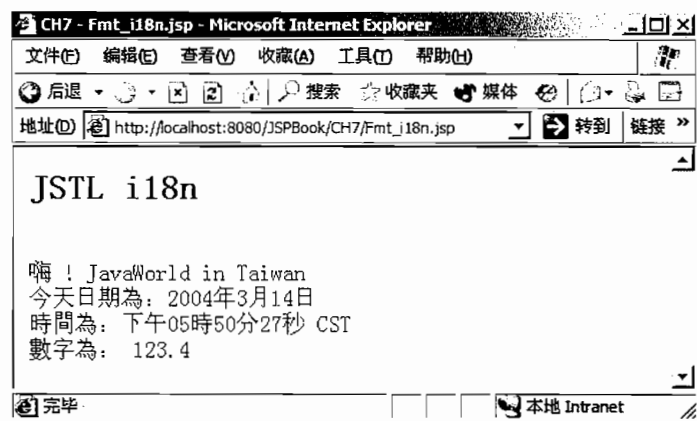 CH7 - Fmt_i18n.jsp - Microsoft Internet Explorer
文件(F) 编辑(E) 查看(V) 收藏(A) 工具(T) 帮助(H)
后退 搜索 收藏夹 媒体
地址(D) http://localhost:8080/JSPBook/CH7/Fmt_i18n.jsp 转到 链接 »
JSTL i18n
嗨 ! JavaWorld in Taiwan
今天日期為: 2004年3月14日
時間為: 下午05時50分27秒 CST
數字為: 123.4
完毕 本地 Intranet